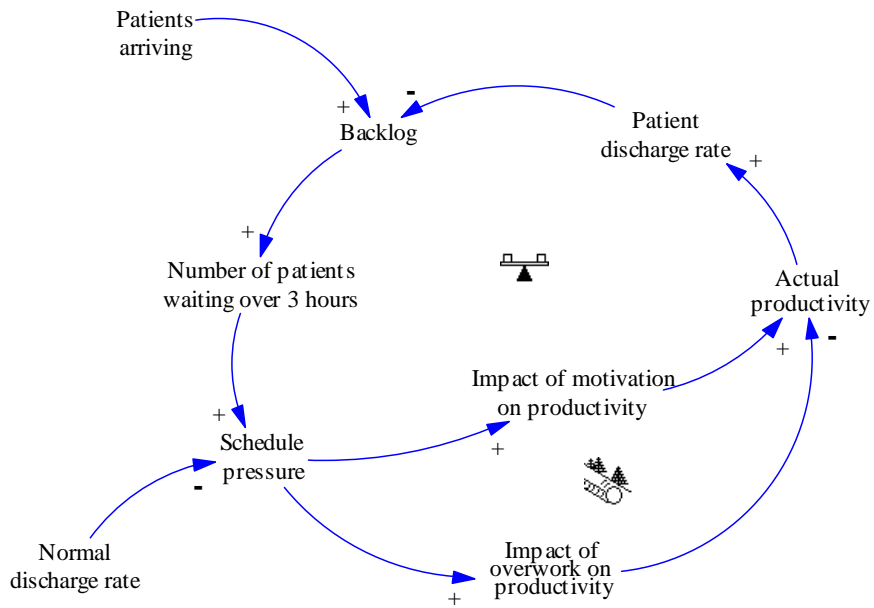 Patients
arriving
+
-
Backlog
Patient
discharge rate
+
+
Number of patients
waiting over 3 hours
Actual
productivity
+
-
Impact of motivation
on productivity
+
+
Schedule
pressure
-
Normal
discharge rate
Impact of
overwork on
productivity
+